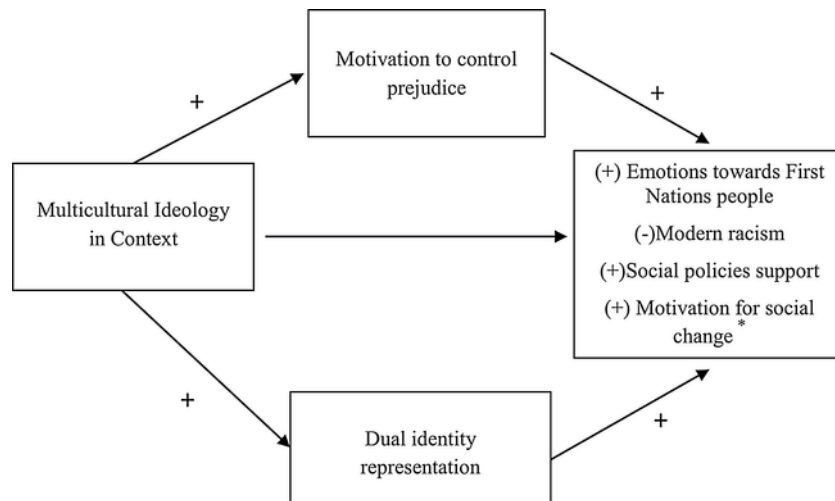 Motivation to control
prejudice
+
+
Multicultural Ideology
in Context
(+) Emotions towards First
Nations people
(-)Modern racism
(+)Social policies support
(+) Motivation for social
change *
+
+
Dual identity
representation